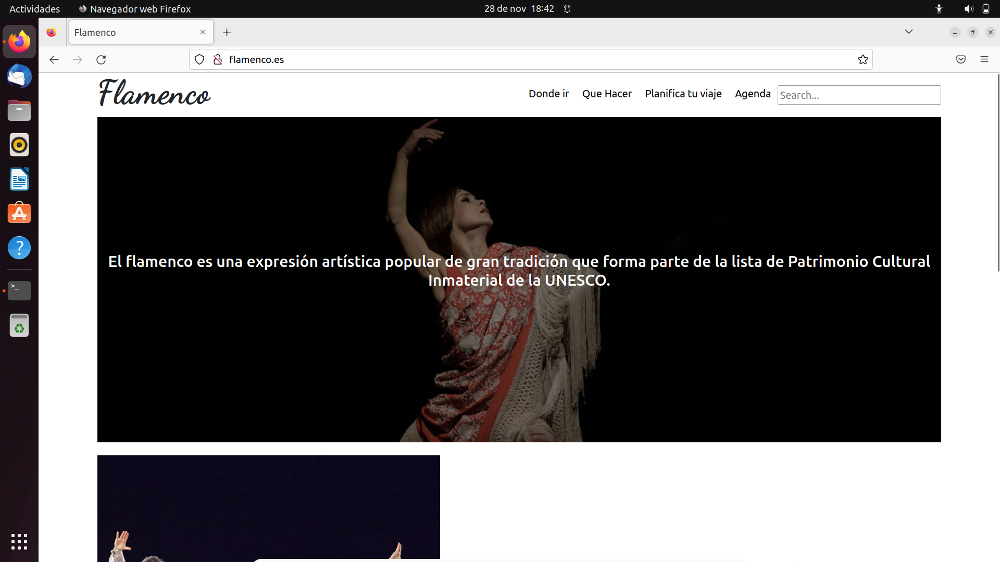 Actividades Navegador web Firefox 28 de nov 18:42
Flamenco
flamenco.es
Flamenco Donde ir Que Hacer Planifica tu viaje Agenda Search...
El flamenco es una expresión artística popular de gran tradición que forma parte de la lista de Patrimonio Cultural
Inmaterial de la UNESCO.